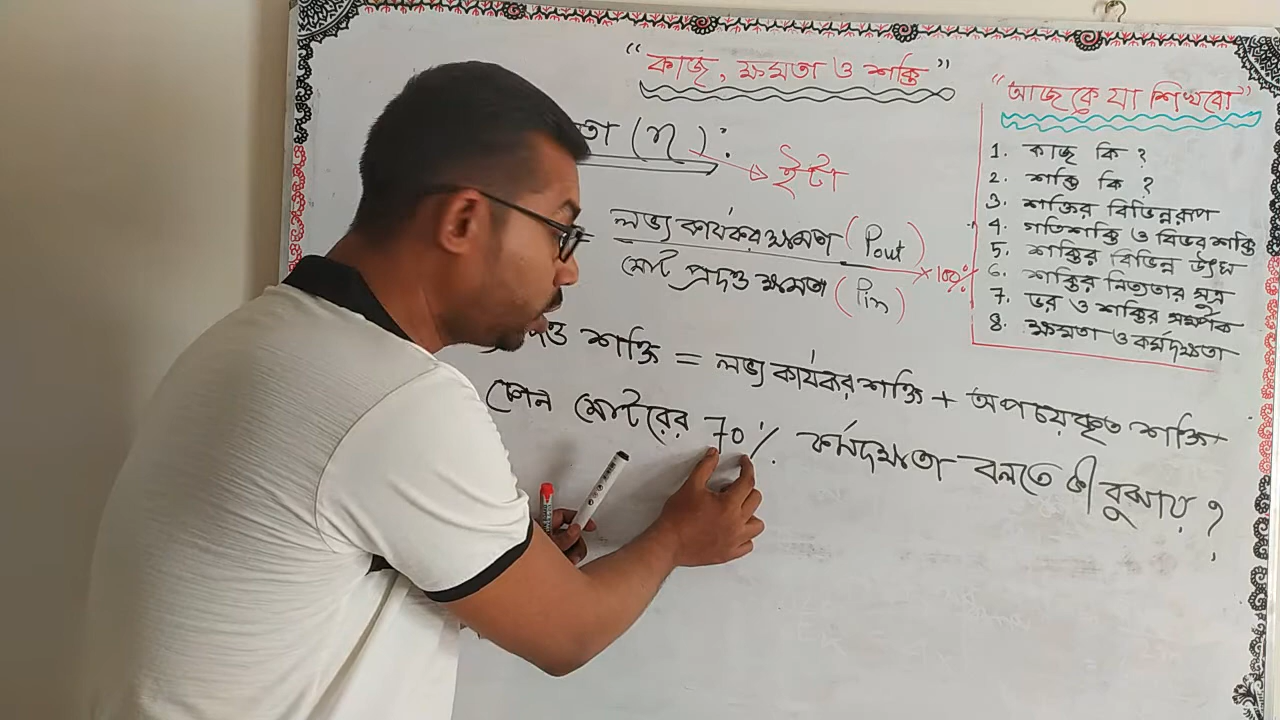 “কাজ, ক্ষমতা ও শক্তি”
তা (η):
ইটা
= লভ্য কার্যকর ক্ষমতা (Pout)
মোট প্রদত্ত ক্ষমতা (Pin)
× 100%
শক্তি = লভ্য কার্যকর শক্তি + অপচয়কৃত শক্তি
কোন মোটরের 70% কর্মদক্ষতা বলতে কী বুঝায় ?
“আজকে যা শিখবো”
1. কাজ কি ?
2. শক্তি কি ?
3. শক্তির বিভিন্নরূপ
4. গতিশক্তি ও বিভব শক্তি
5. শক্তির বিভিন্ন উৎস
6. শক্তির নিত্যতার সূত্র
7. ভর ও শক্তির সম্পর্ক
8. ক্ষমতা ও কর্মদক্ষতা